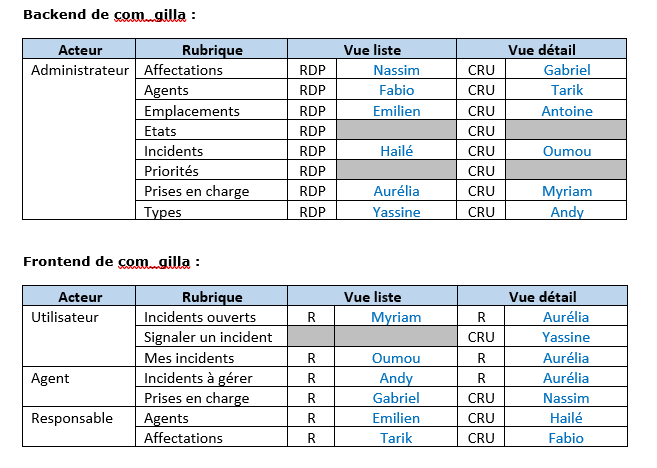 Backend de com_gilla :
Acteur Rubrique Vue liste Vue détail
Administrateur Affectations RDP Nassim CRU Gabriel
Agents RDP Fabio CRU Tarik
Emplacements RDP Emilien CRU Antoine
Etats RDP CRU
Incidents RDP Hailé CRU Oumou
Priorités RDP CRU
Prises en charge RDP Aurélia CRU Myriam
Types RDP Yassine CRU Andy
Frontend de com_gilla :
Acteur Rubrique Vue liste Vue détail
Utilisateur Incidents ouverts R Myriam R Aurélia
Signaler un incident CRU Yassine
Mes incidents R Oumou R Aurélia
Agent Incidents à gérer R Andy R Aurélia
Prises en charge R Gabriel CRU Nassim
Responsable Agents R Emilien CRU Hailé
Affectations R Tarik CRU Fabio